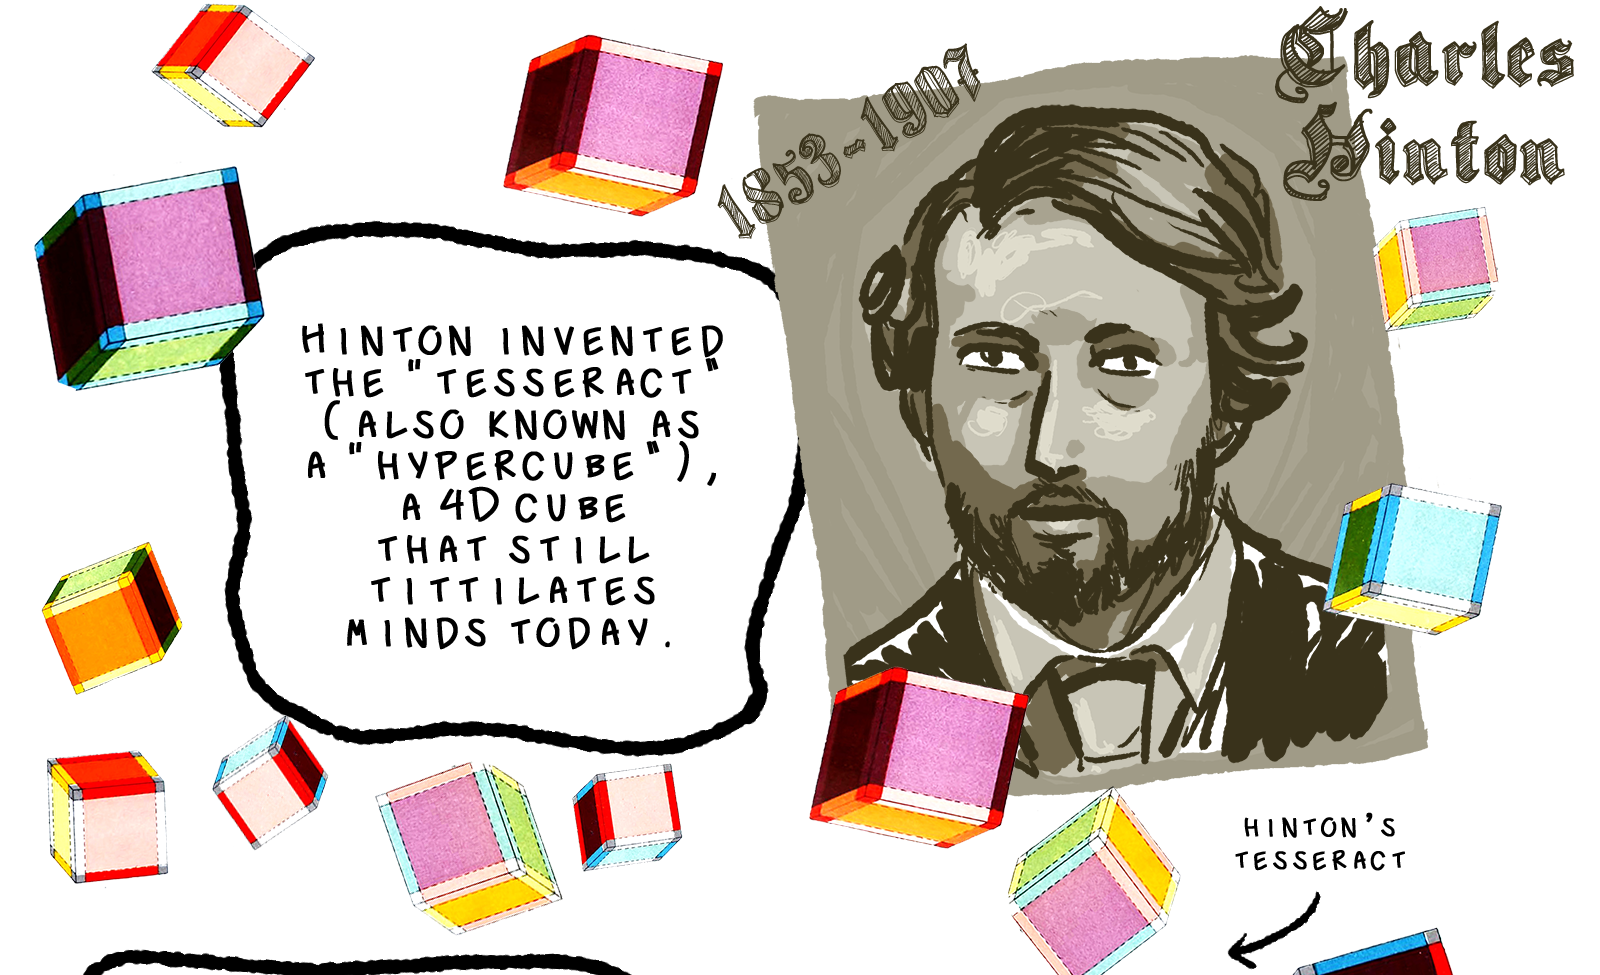 Charles
Hinton
1853-1907
HINTON INVENTED
THE "TESSERACT"
(ALSO KNOWN AS
A "HYPERCUBE"),
A 4D CUBE
THAT STILL
TITTILATES
MINDS TODAY.
HINTON'S
TESSERACT